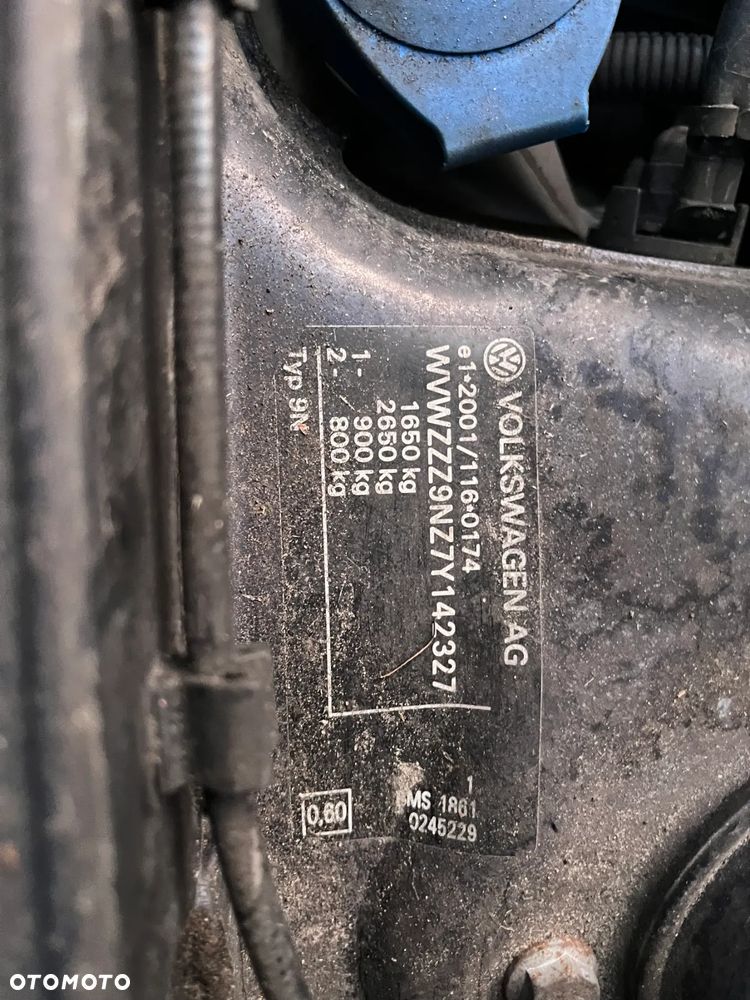 VOLKSWAGEN AG
e1*2001/116*0174
WVWZZZ9NZ7Y142327
1650 kg
2650 kg
1- 900 kg
2- 800 kg
Typ 9N
1
MS 1861
0245229
0,60
OTOMOTO